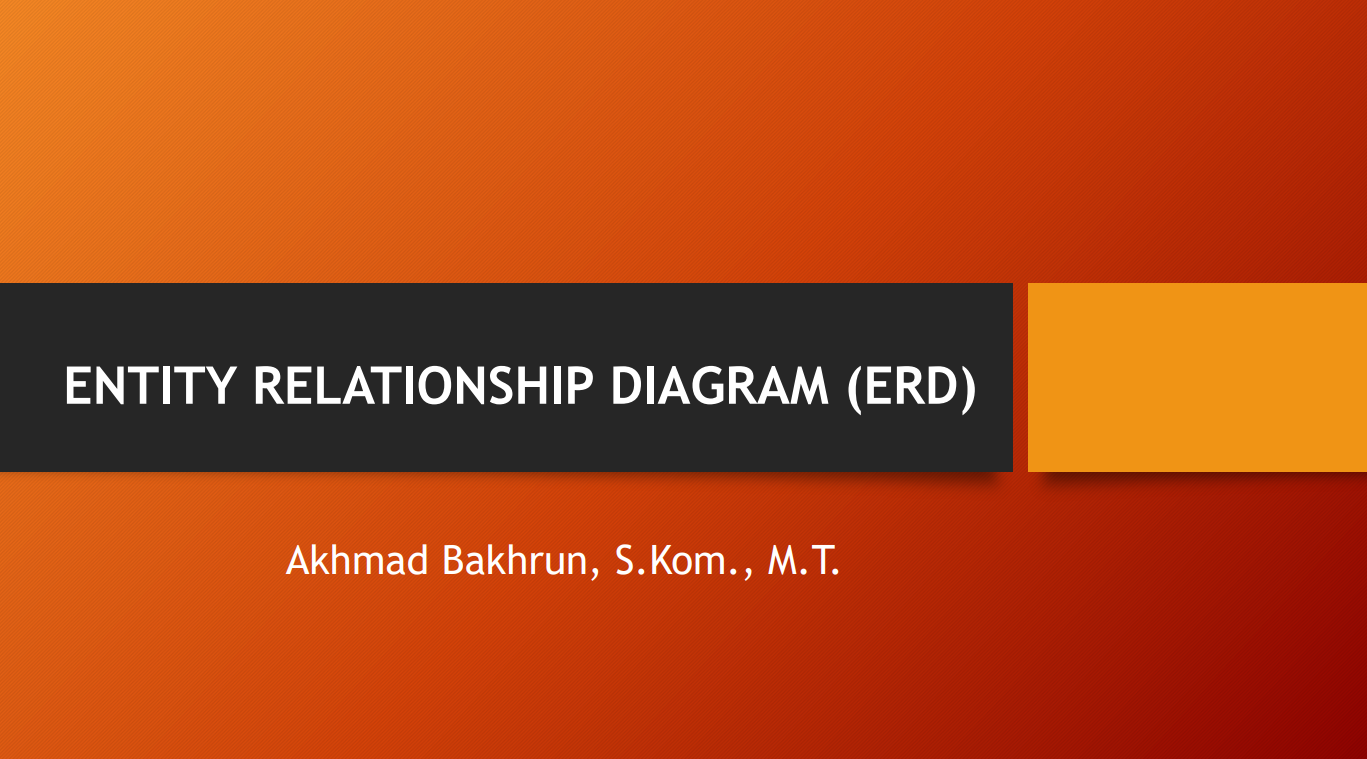 ENTITY RELATIONSHIP DIAGRAM (ERD)
Akhmad Bakhrun, S.Kom., M.T.